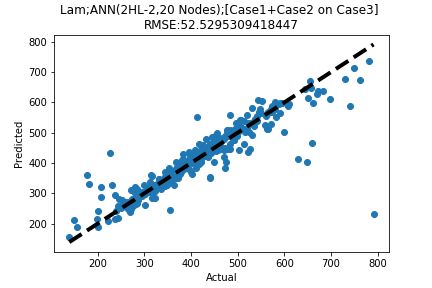 Lam;ANN(2HL-2,20 Nodes);[Case1+Case2 on Case3]
RMSE:52.5295309418447
800
700
600
500
400
300
200
Predicted
200 300 400 500 600 700 800
Actual